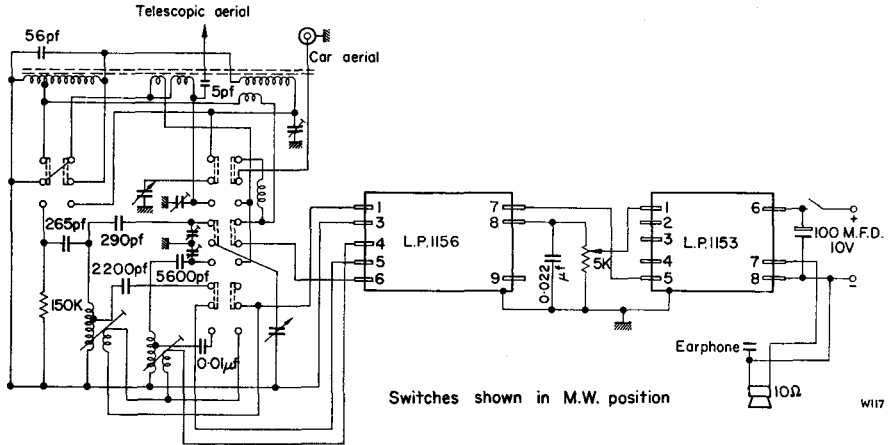 Telescopic aerial
56pf
Car aerial
5pf
265pf
290pf
2200pf
5600pf
150K
0·01μf
1
3
4
5
6
L.P.1156
7
8
9
0·022
μf
5K
1
2
3
4
5
L.P.1153
6
7
8
+
100 M.F.D.
10V
−
Earphone
10Ω
Switches shown in M.W. position
W117